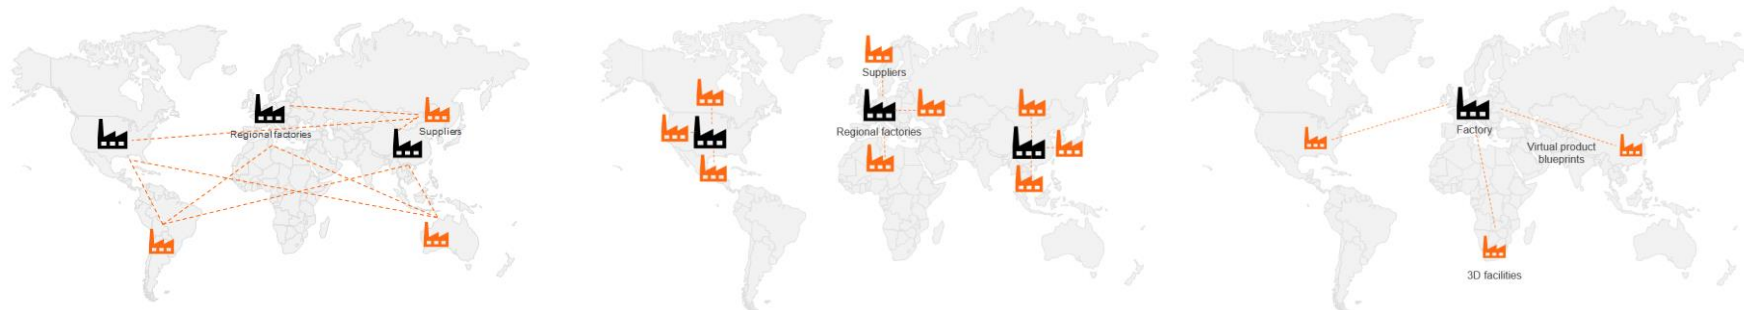 Regional factories
Suppliers
Suppliers
Regional factories
Factory
Virtual product
blueprints
3D facilities